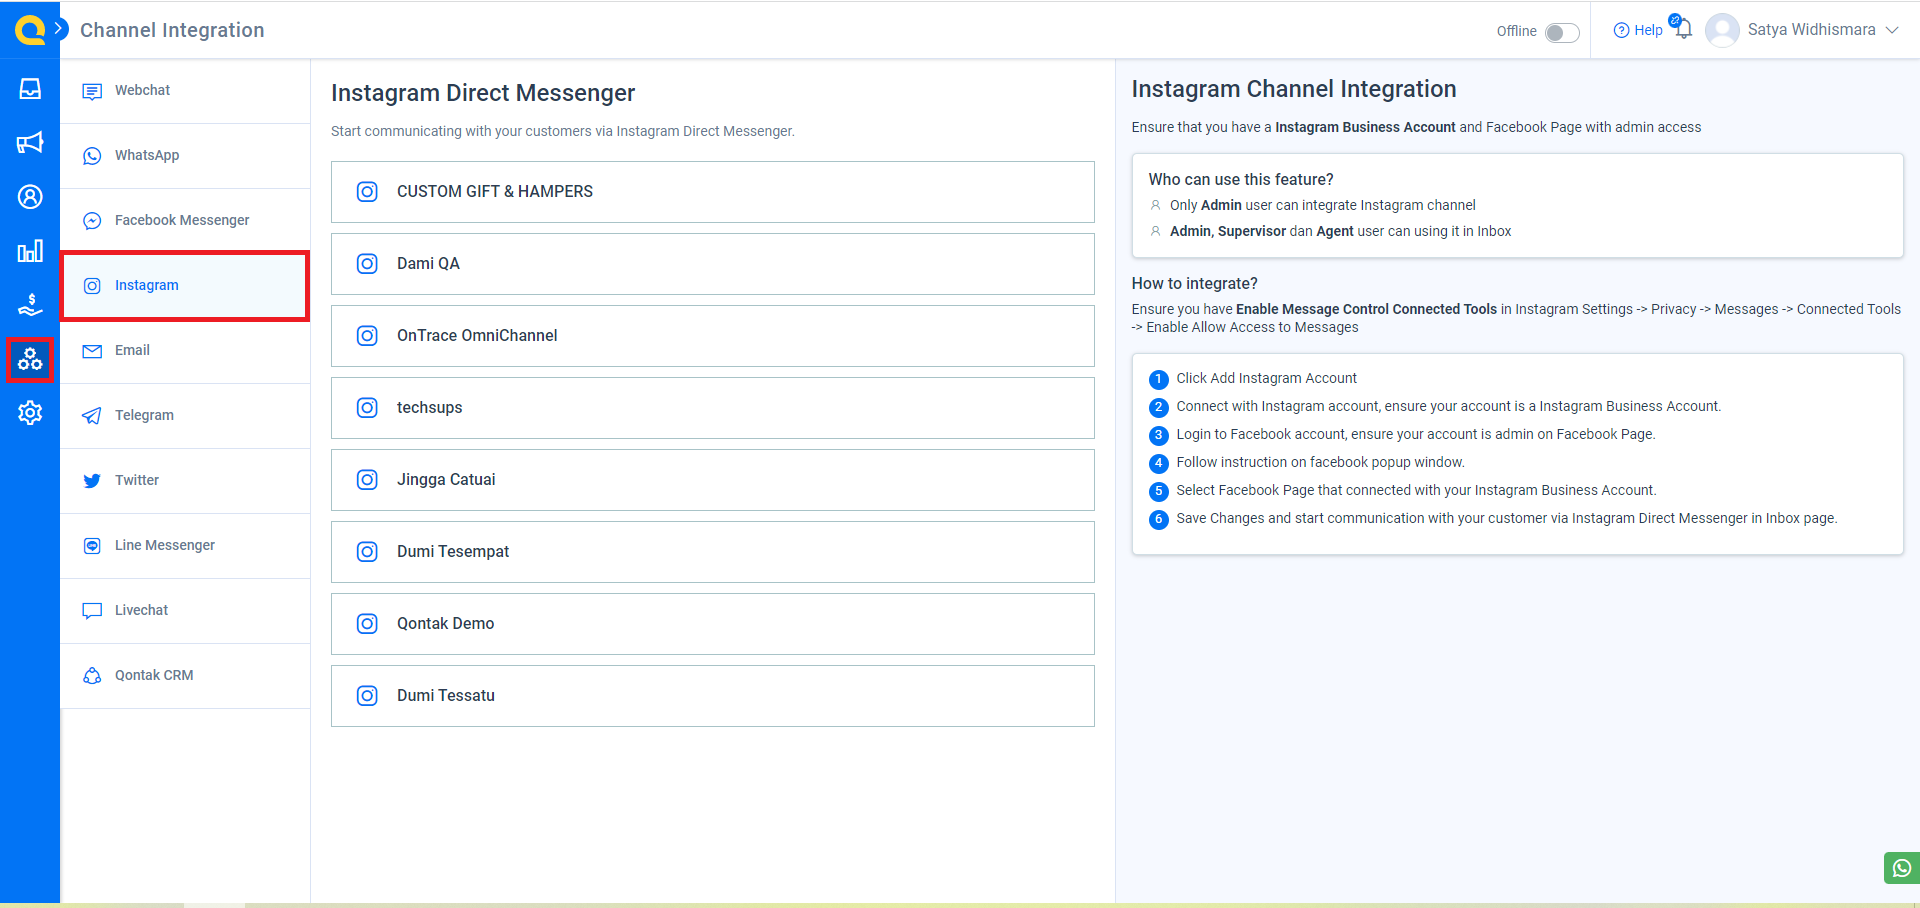 Channel Integration
Offline
Help
Satya Widhismara
Webchat
WhatsApp
Facebook Messenger
Instagram
Email
Telegram
Twitter
Line Messenger
Livechat
Qontak CRM
Instagram Direct Messenger
Start communicating with your customers via Instagram Direct Messenger.
CUSTOM GIFT & HAMPERS
Dami QA
OnTrace OmniChannel
techsups
Jingga Catuai
Dumi Tesempat
Qontak Demo
Dumi Tessatu
Instagram Channel Integration
Ensure that you have a Instagram Business Account and Facebook Page with admin access
Who can use this feature?
Only Admin user can integrate Instagram channel
Admin, Supervisor dan Agent user can using it in Inbox
How to integrate?
Ensure you have Enable Message Control Connected Tools in Instagram Settings -> Privacy -> Messages -> Connected Tools
-> Enable Allow Access to Messages
1 Click Add Instagram Account
2 Connect with Instagram account, ensure your account is a Instagram Business Account.
3 Login to Facebook account, ensure your account is admin on Facebook Page.
4 Follow instruction on facebook popup window.
5 Select Facebook Page that connected with your Instagram Business Account.
6 Save Changes and start communication with your customer via Instagram Direct Messenger in Inbox page.